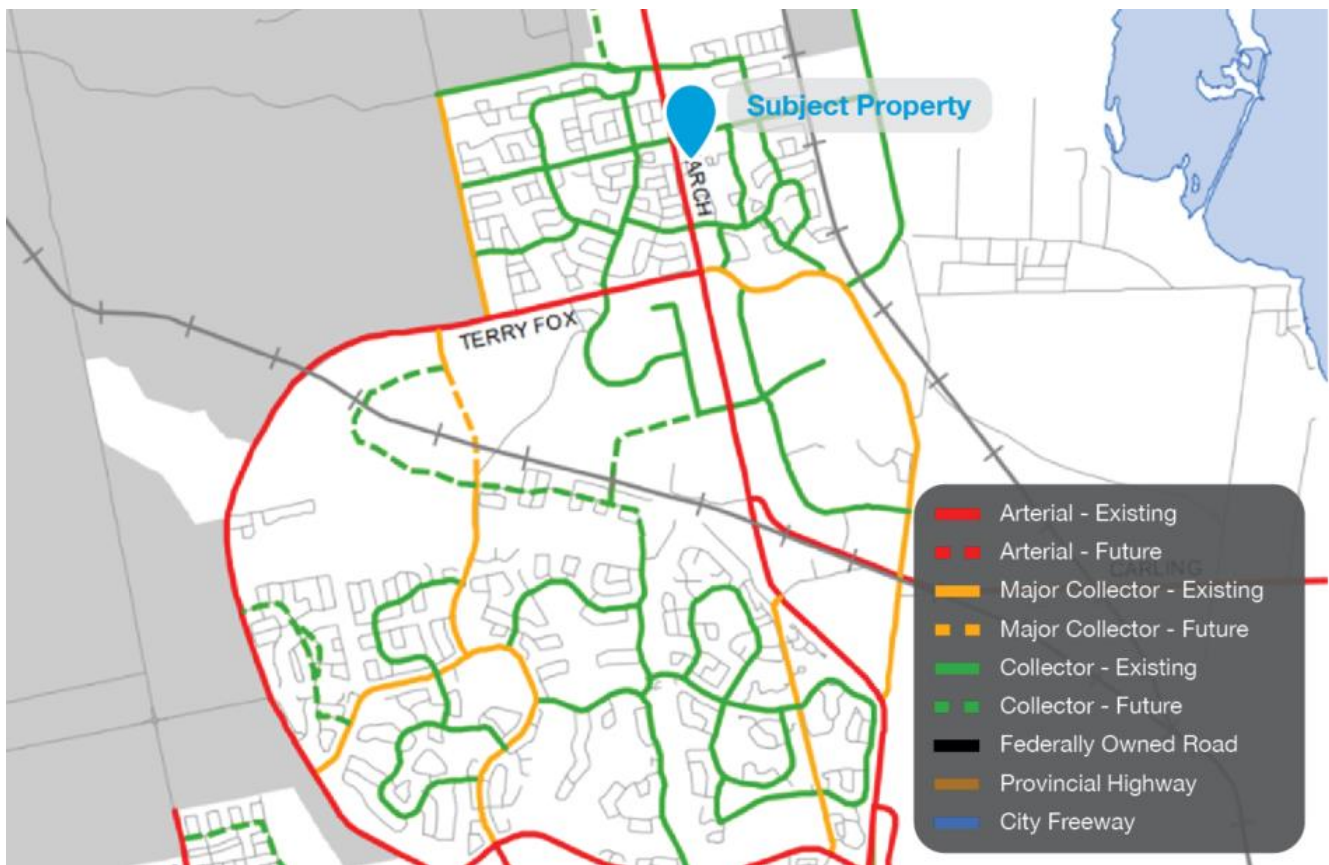 Subject Property
ARCH
TERRY FOX
CARLING
Arterial - Existing
Arterial - Future
Major Collector - Existing
Major Collector - Future
Collector - Existing
Collector - Future
Federally Owned Road
Provincial Highway
City Freeway